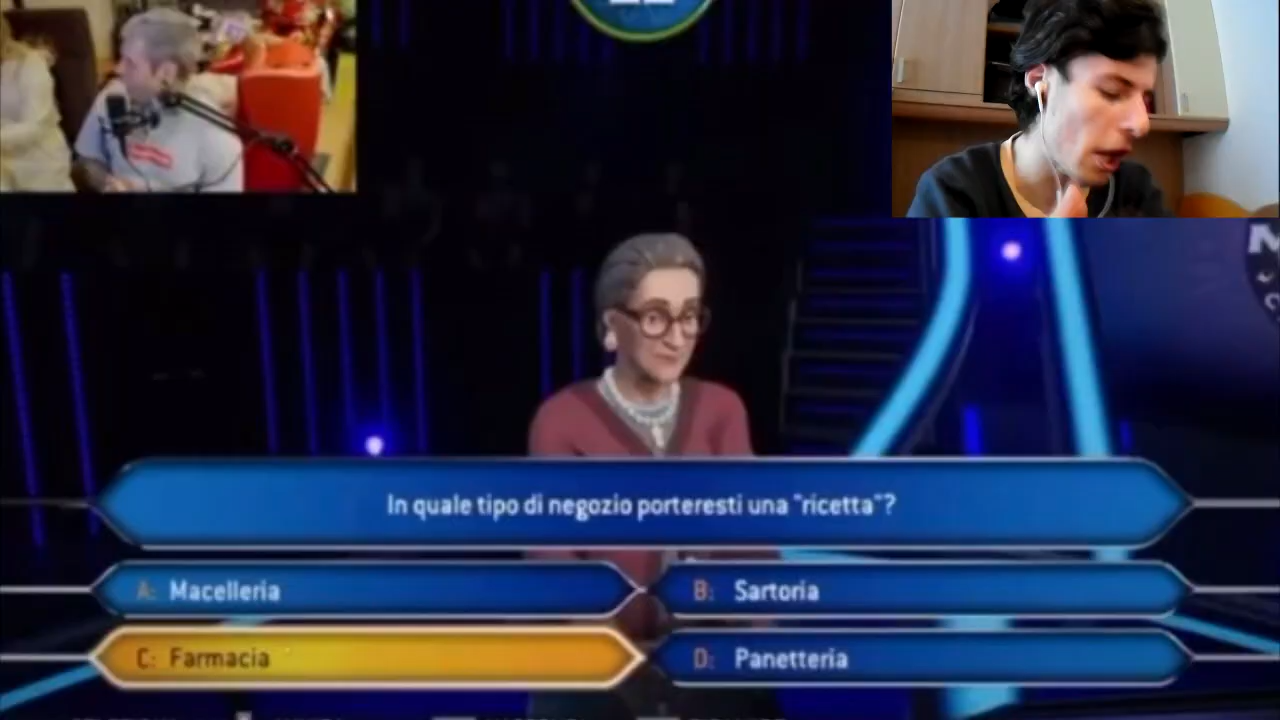 In quale tipo di negozio porteresti una "ricetta"?
A: Macelleria
B: Sartoria
C: Farmacia
D: Panetteria